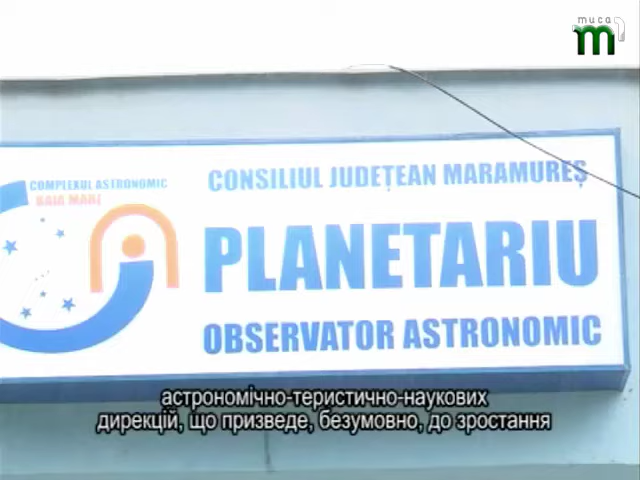 muca
m
COMPLEXUL ASTRONOMIC
BAIA MARE
CONSILIUL JUDEȚEAN MARAMUREȘ
PLANETARIU
OBSERVATOR ASTRONOMIC
астрономічно-теристично-наукових
дирекцій, що призведе, безумовно, до зростання